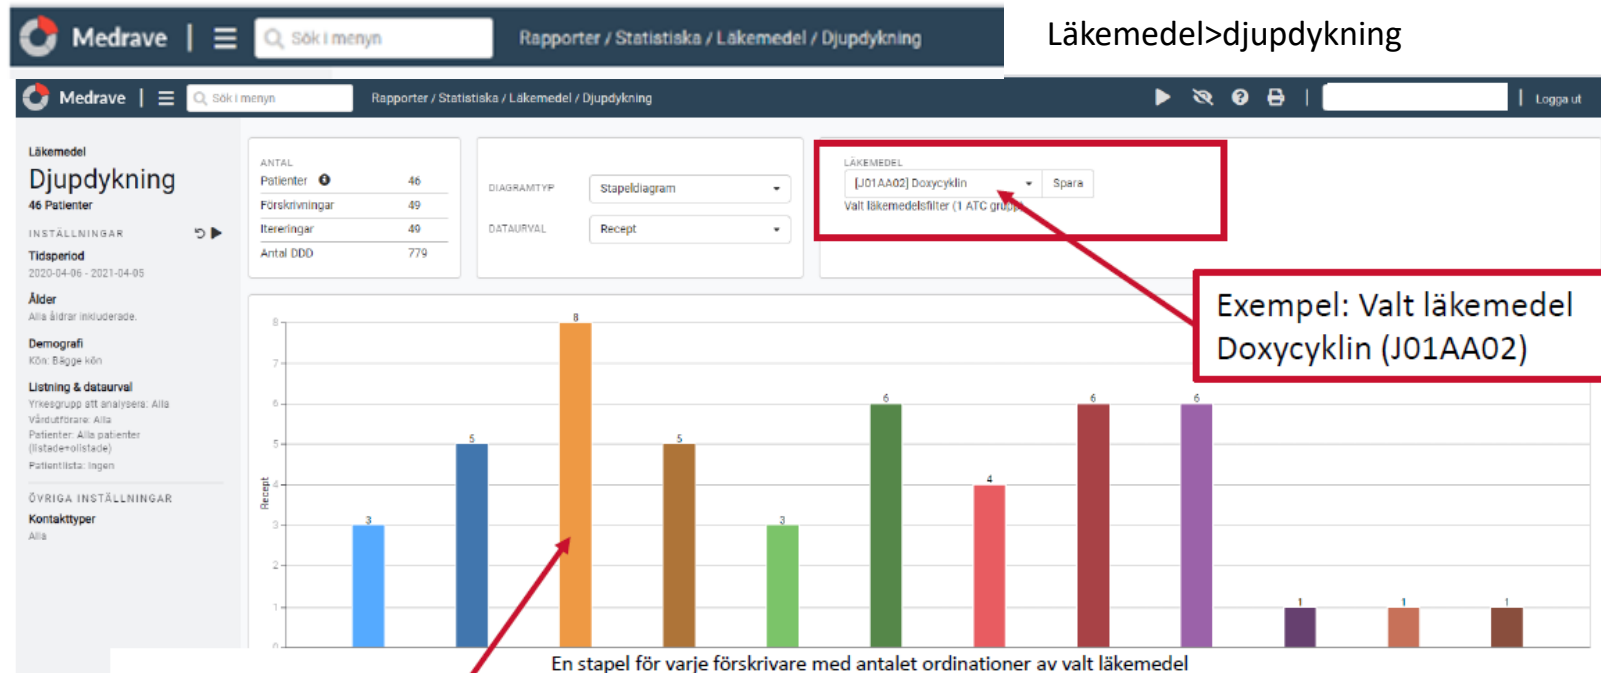 Medrave
Sök i menyn
Rapporter / Statistiska / Läkemedel / Djupdykning
Läkemedel>djupdykning
Medrave
Sök i menyn
Rapporter / Statistiska / Läkemedel / Djupdykning
Logga ut
Läkemedel
Djupdykning
46 Patienter
INSTÄLLNINGAR
Tidsperiod
2020-04-06 - 2021-04-05
Ålder
Alla åldrar inkluderade.
Demografi
Kön: Bägge kön
Listning & dataurval
Yrkesgrupp att analysera: Alla
Vårdutförare: Alla
Patienter: Alla patienter
(listade+olistade)
Patientlista: Ingen
ÖVRIGA INSTÄLLNINGAR
Kontakttyper
Alla
ANTAL
Patienter 46
Förskrivningar 49
Itereringar 49
Antal DDD 779
DIAGRAMTYP Stapeldiagram
DATAURVAL Recept
LÄKEMEDEL
[J01AA02] Doxycyklin Spara
Valt läkemedelsfilter (1 ATC grupp)
Exempel: Valt läkemedel
Doxycyklin (J01AA02)
Recept
8
7
6
5
4
3
2
1
0
3 5 8 5 3 6 4 6 6 1 1 1
En stapel för varje förskrivare med antalet ordinationer av valt läkemedel